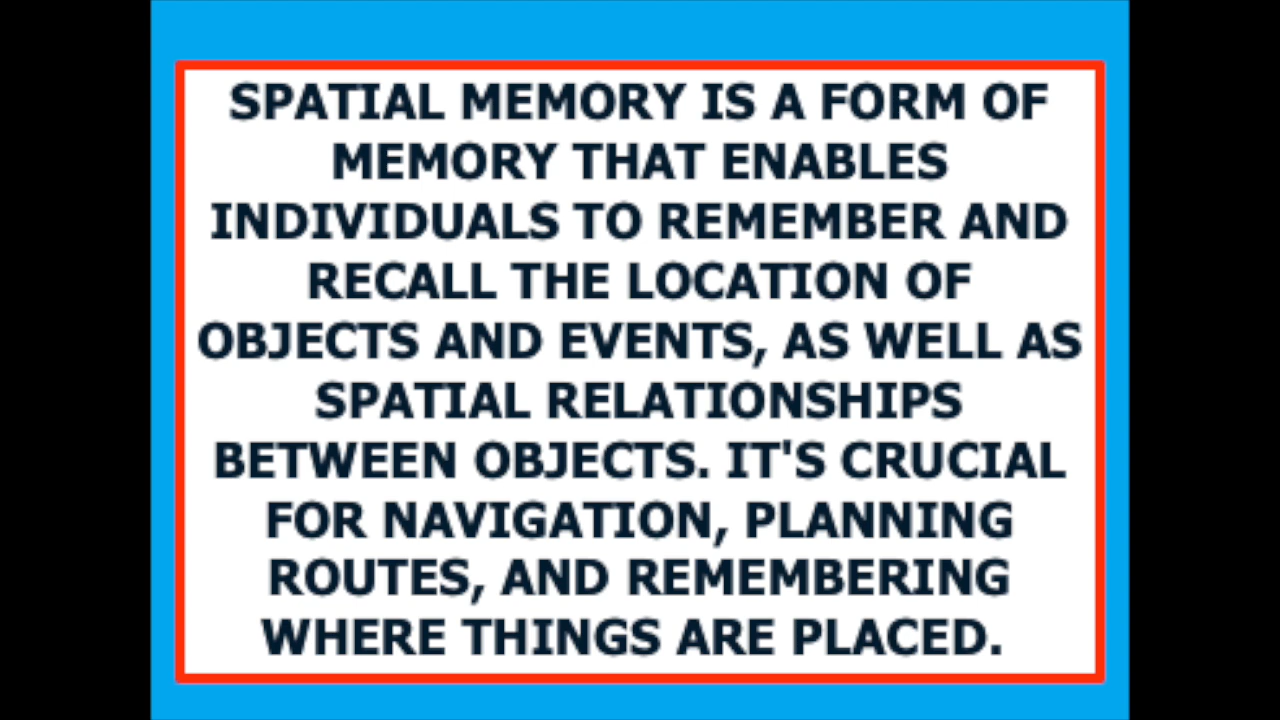 SPATIAL MEMORY IS A FORM OF
MEMORY THAT ENABLES
INDIVIDUALS TO REMEMBER AND
RECALL THE LOCATION OF
OBJECTS AND EVENTS, AS WELL AS
SPATIAL RELATIONSHIPS
BETWEEN OBJECTS. IT'S CRUCIAL
FOR NAVIGATION, PLANNING
ROUTES, AND REMEMBERING
WHERE THINGS ARE PLACED.